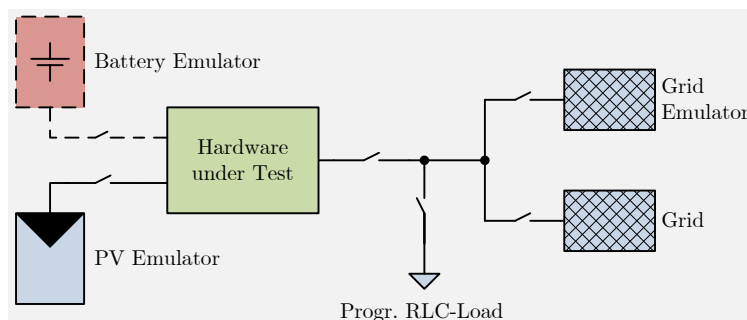 Battery Emulator
Hardware
under Test
PV Emulator
Grid
Emulator
Grid
Progr. RLC-Load